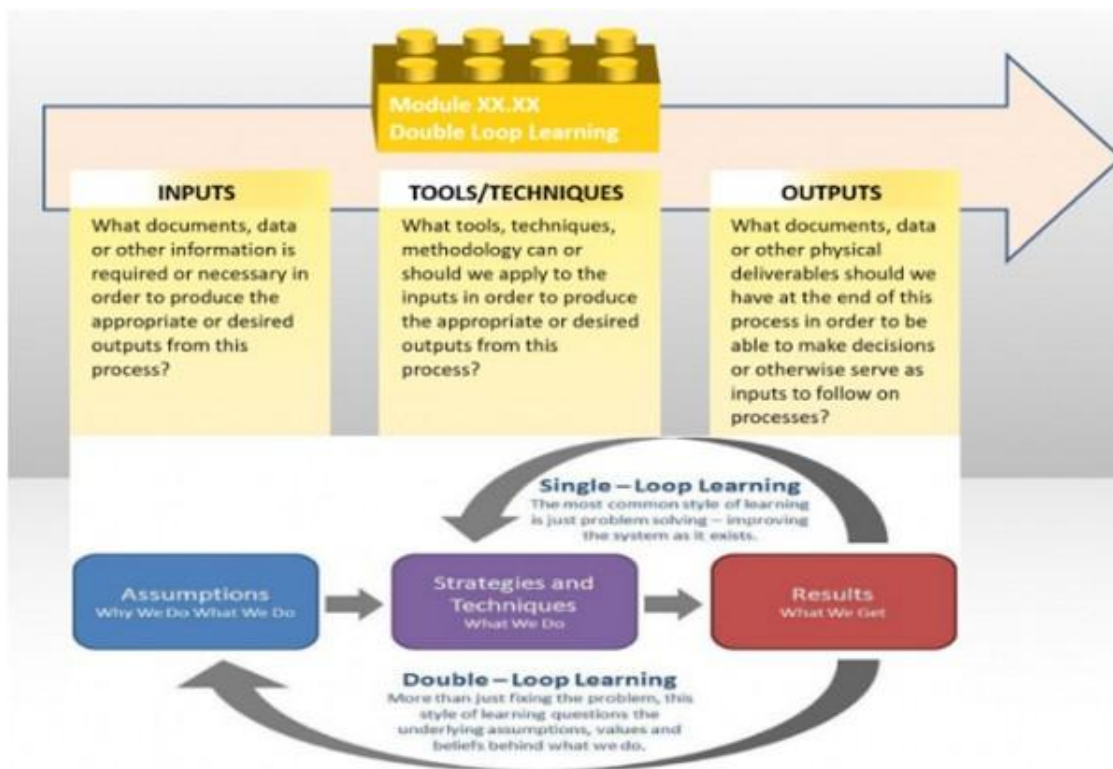 Module XX.XX
Double Loop Learning
INPUTS
What documents, data
or other information is
required or necessary in
order to produce the
appropriate or desired
outputs from this
process?
TOOLS/TECHNIQUES
What tools, techniques,
methodology can or
should we apply to the
inputs in order to produce
the appropriate or desired
outputs from this
process?
OUTPUTS
What documents, data
or other physical
deliverables should we
have at the end of this
process in order to be
able to make decisions
or otherwise serve as
inputs to follow on
processes?
Single – Loop Learning
The most common style of learning
is just problem solving – improving
the system as it exists.
Assumptions
Why We Do What We Do
Strategies and
Techniques
What We Do
Results
What We Get
Double – Loop Learning
More than just fixing the problem, this
style of learning questions the
underlying assumptions, values and
beliefs behind what we do.